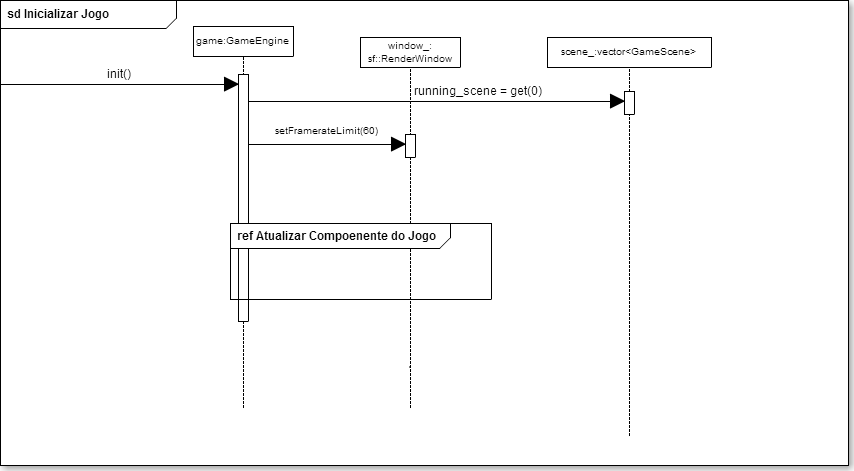 sd Inicializar Jogo
game:GameEngine
window_:
sf::RenderWindow
scene_:vector<GameScene>
init()
running_scene = get(0)
setFramerateLimit(60)
ref Atualizar Compoenente do Jogo